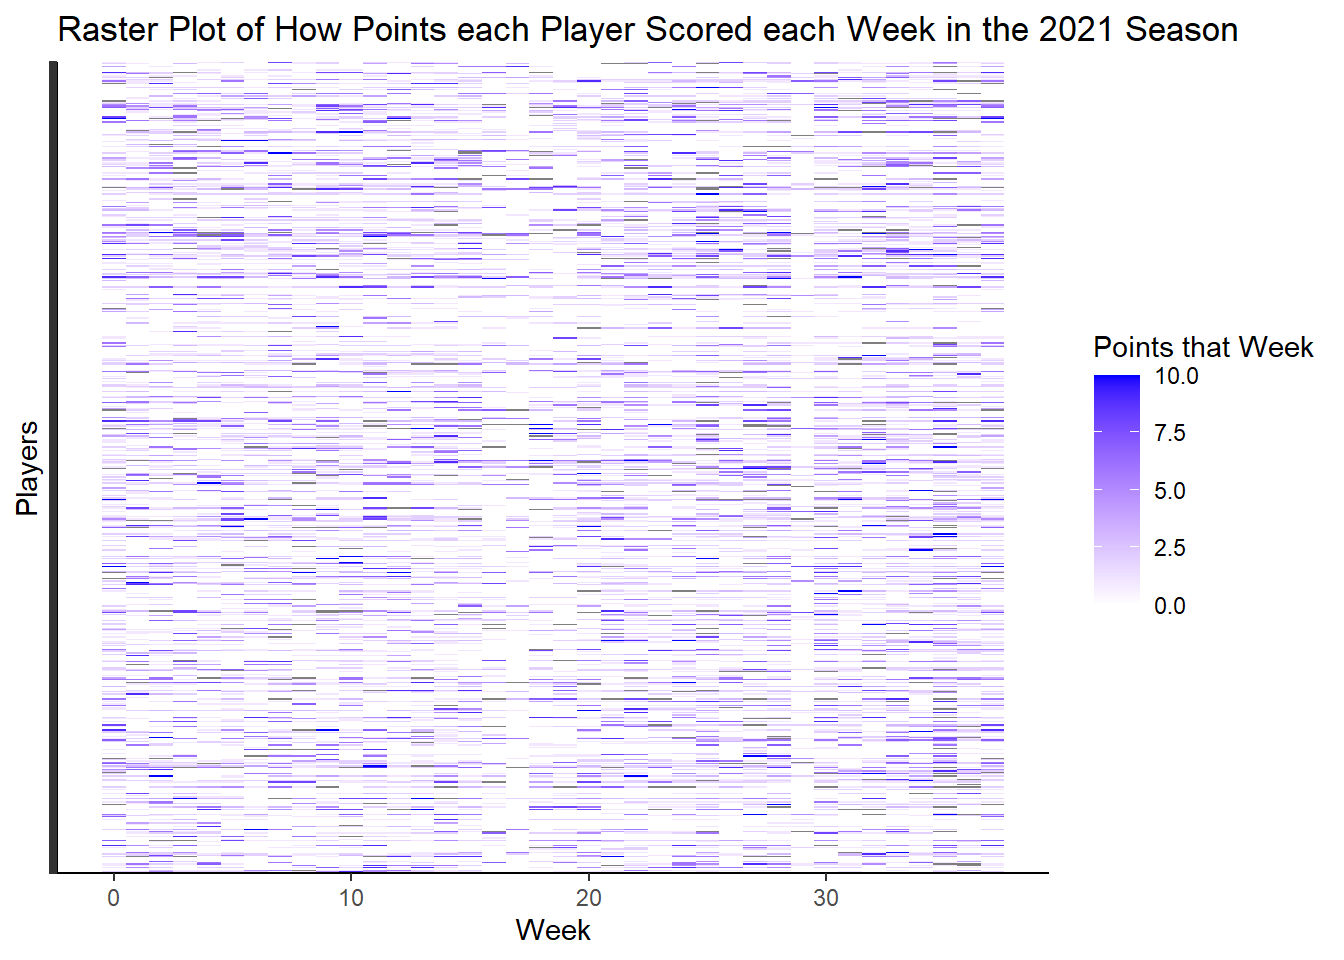 Raster Plot of How Points each Player Scored each Week in the 2021 Season
Players
Points that Week
10.0
7.5
5.0
2.5
0.0
0
10
20
30
Week